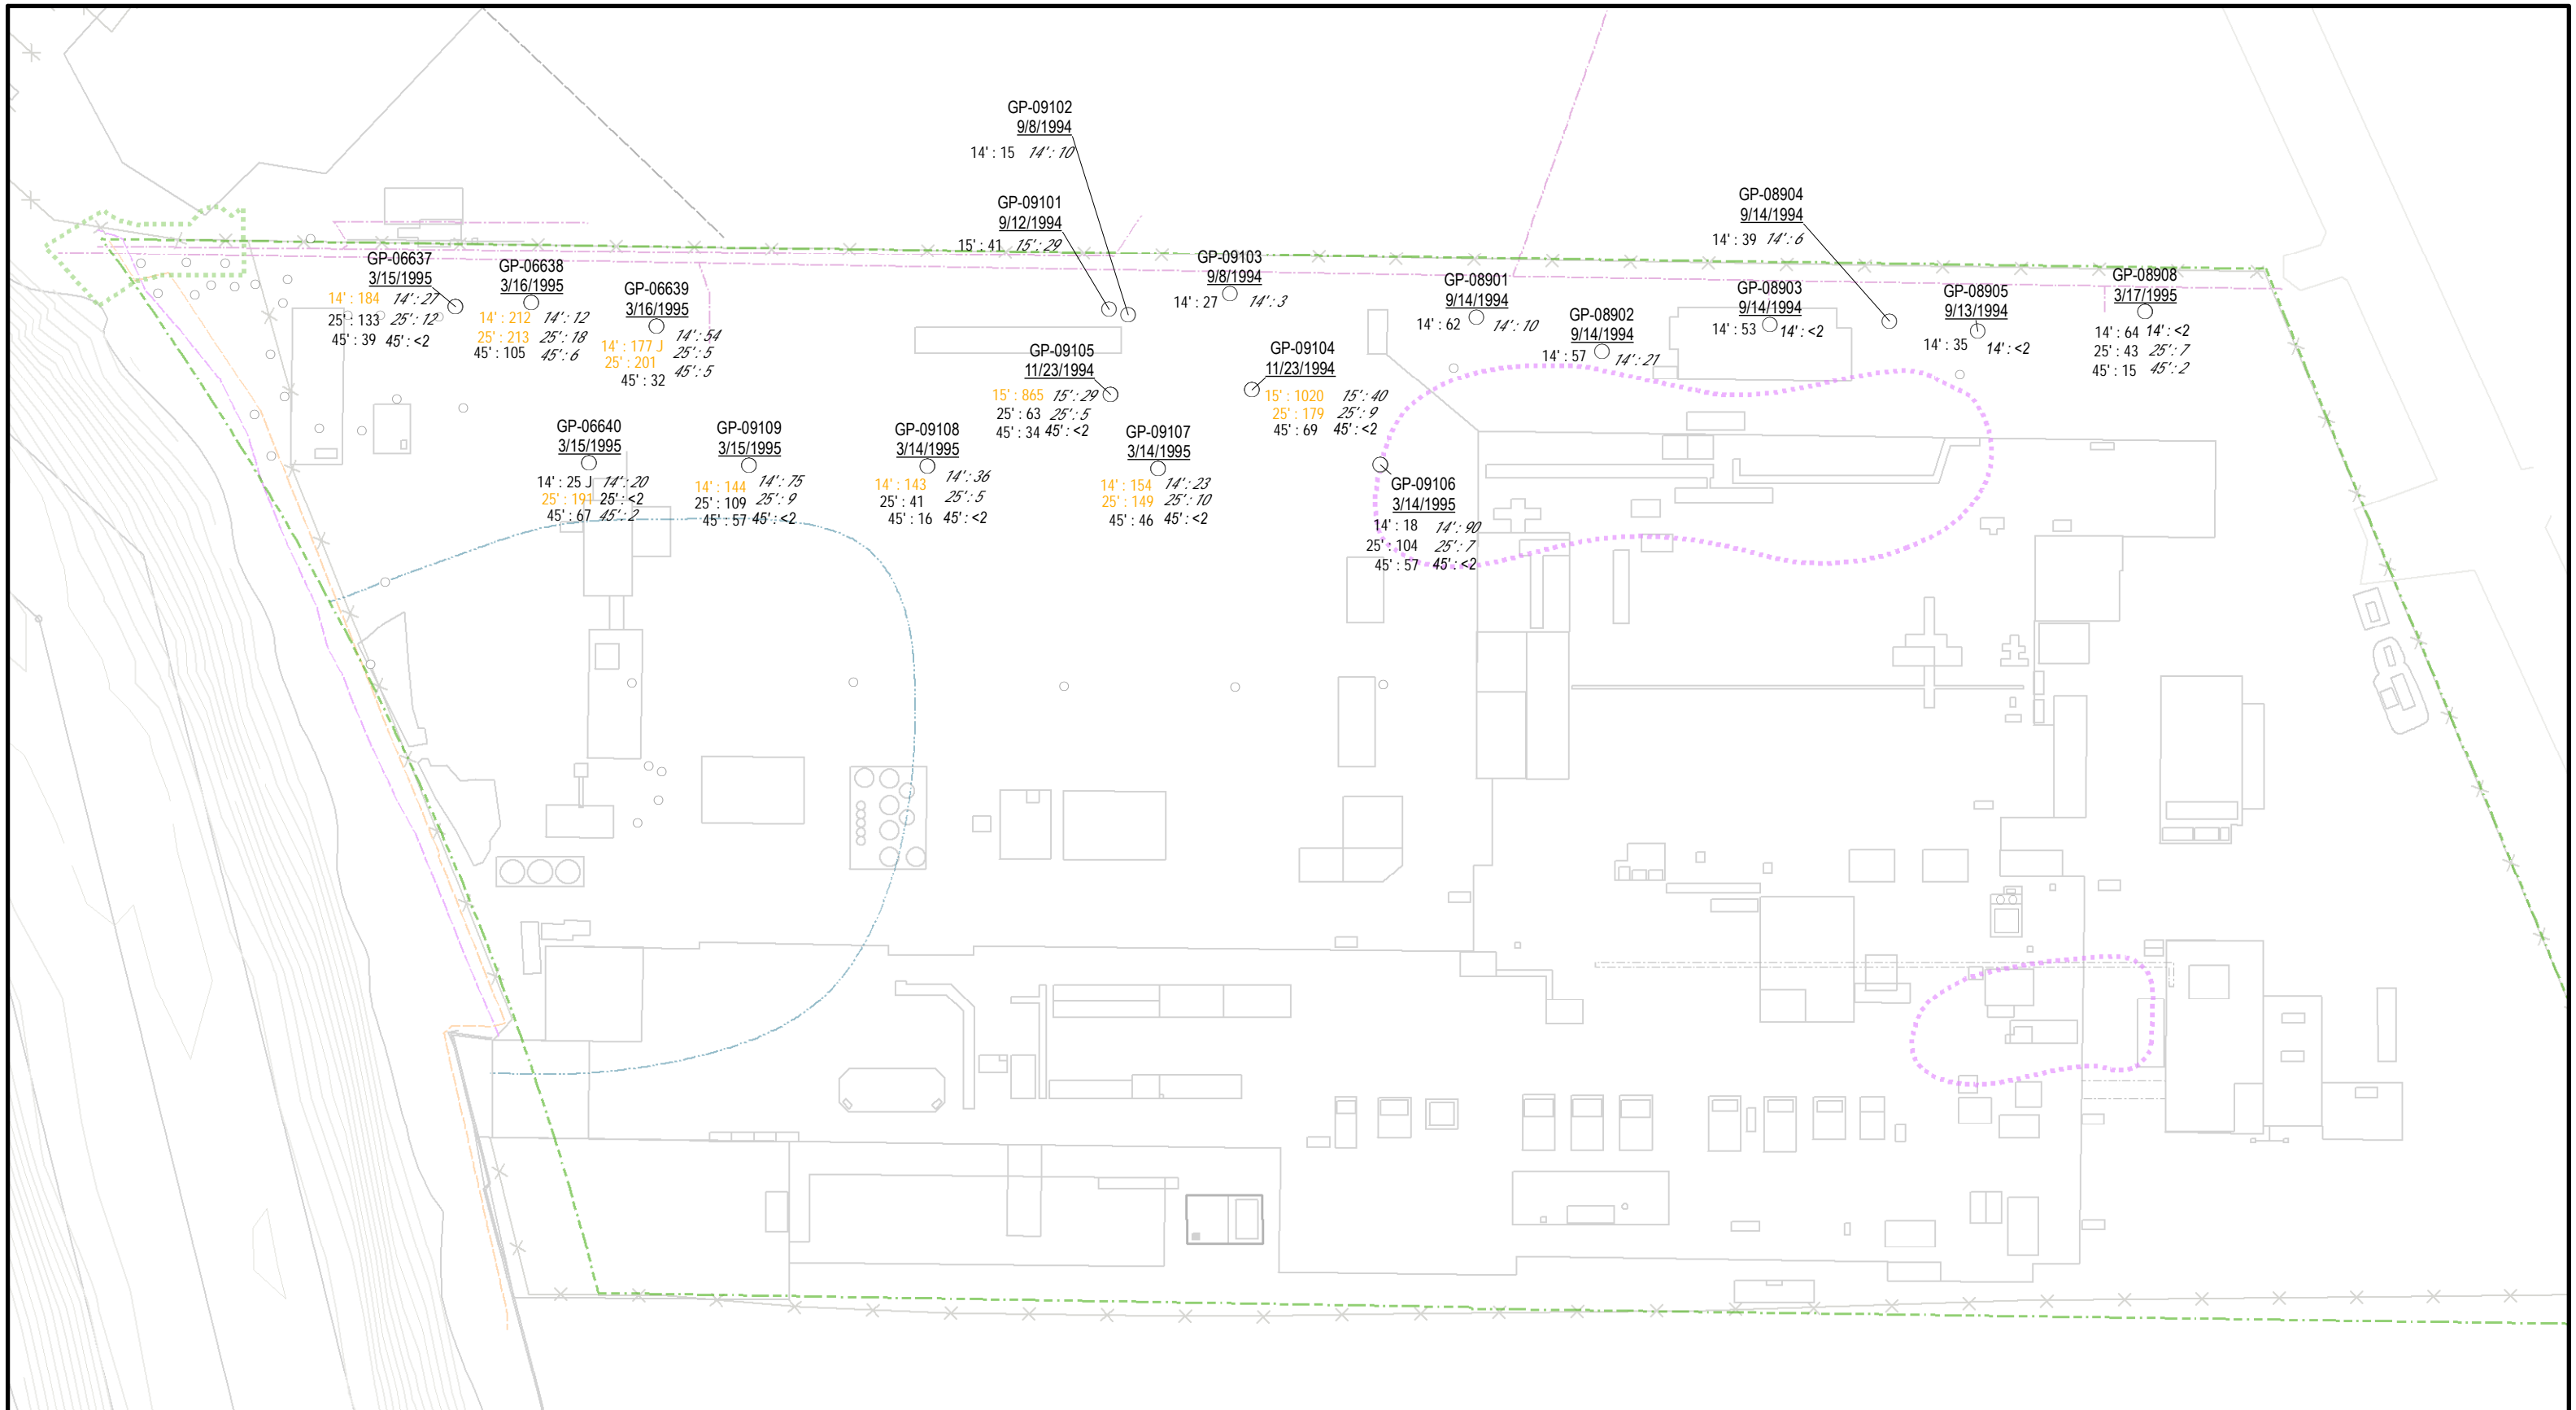 GP-09102
9/8/1994
14' : 15 14' : 10
GP-09101
9/12/1994
15' : 41 15' : 29
GP-08904
9/14/1994
14' : 39 14' : 6
GP-06637
3/15/1995
14' : 184 14' : 27
25' : 133 25' : 12
45' : 39 45' : <2
GP-06638
3/16/1995
14' : 212 14' : 12
25' : 213 25' : 18
45' : 105 45' : 6
GP-06639
3/16/1995
14' : 177 J 14' : 54
25' : 201 25' : 5
45' : 32 45' : 5
GP-09103
9/8/1994
14' : 27 14' : 3
GP-08901
9/14/1994
14' : 62 14' : 10
GP-08902
9/14/1994
14' : 57 14' : 21
GP-08903
9/14/1994
14' : 53 14' : <2
GP-08905
9/13/1994
14' : 35 14' : <2
GP-08908
3/17/1995
14' : 64 14' : <2
25' : 43 25' : 7
45' : 15 45' : 2
GP-09105
11/23/1994
15' : 865 15' : 29
25' : 63 25' : 5
45' : 34 45' : <2
GP-09104
11/23/1994
15' : 1020 15' : 40
25' : 179 25' : 9
45' : 69 45' : <2
GP-06640
3/15/1995
14' : 25 J 14' : 20
25' : 191 25' : <2
45' : 67 45' : 2
GP-09109
3/15/1995
14' : 144 14' : 75
25' : 109 25' : 9
45' : 57 45' : <2
GP-09108
3/14/1995
14' : 143 14' : 36
25' : 41 25' : 5
45' : 16 45' : <2
GP-09107
3/14/1995
14' : 154 14' : 23
25' : 149 25' : 10
45' : 46 45' : <2
GP-09106
3/14/1995
14' : 18 14' : 90
25' : 104 25' : 7
45' : 57 45' : <2